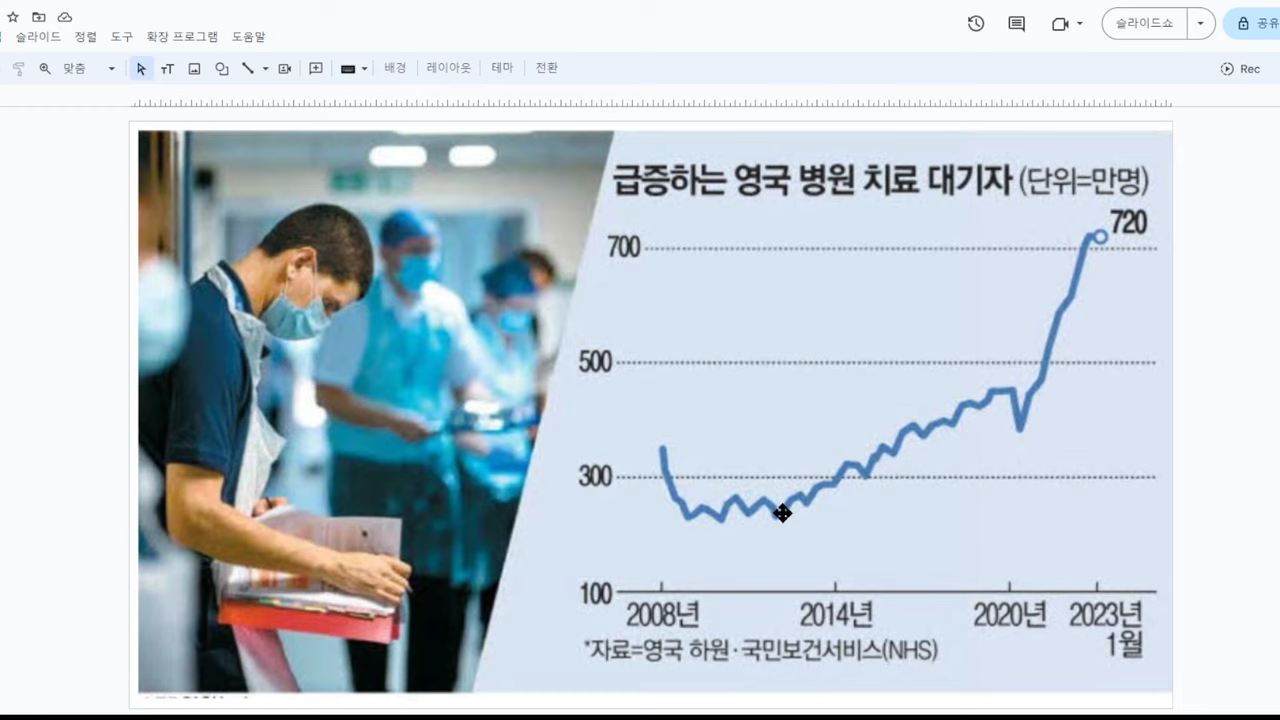 슬라이드 정렬 도구 확장 프로그램 도움말
슬라이드쇼
공유
맞춤
배경
레이아웃
테마
전환
Rec
급증하는 영국 병원 치료 대기자 (단위=만명)
720
700
500
300
100
2008년
2014년
2020년
2023년
1월
*자료=영국 하원·국민보건서비스(NHS)